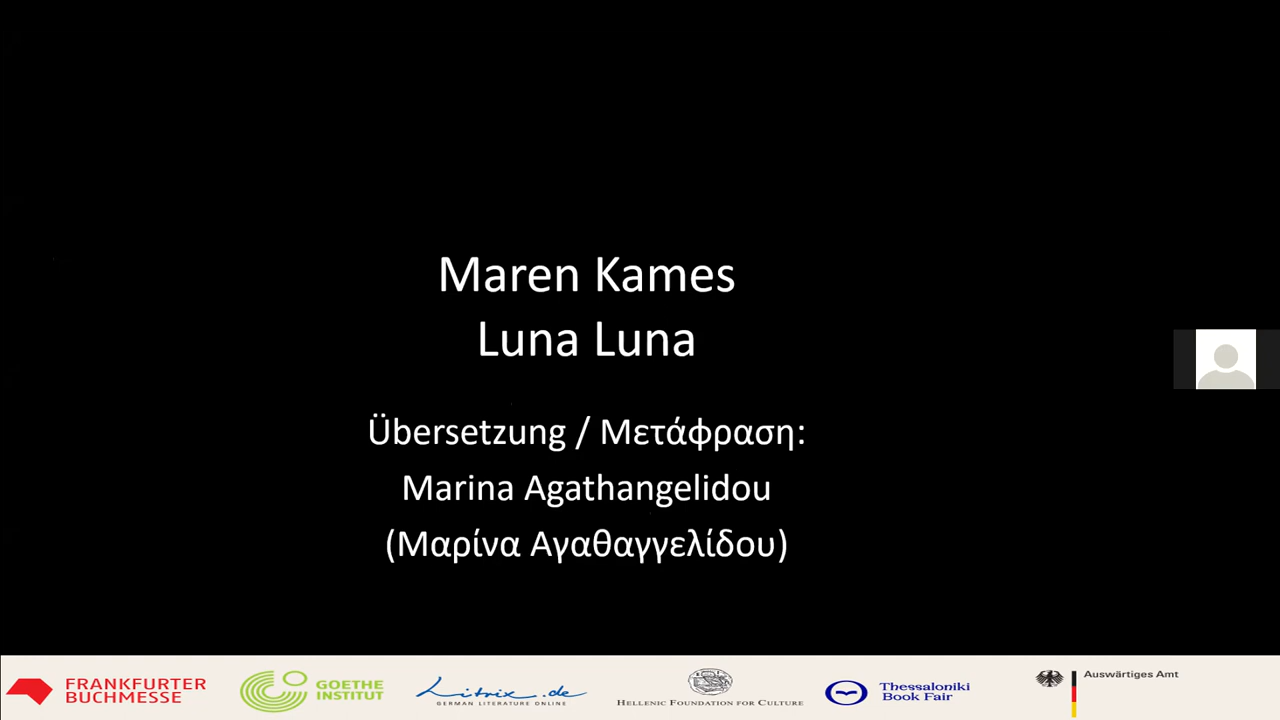 Maren Kames
Luna Luna
Übersetzung / Μετάφραση:
Marina Agathangelidou
(Μαρίνα Αγαθαγγελίδου)
FRANKFURTER
BUCHMESSE
GOETHE
INSTITUT
Litrix.de
GERMAN LITERATURE ONLINE
HELLENIC FOUNDATION FOR CULTURE
Thessaloniki
Book Fair
Auswärtiges Amt